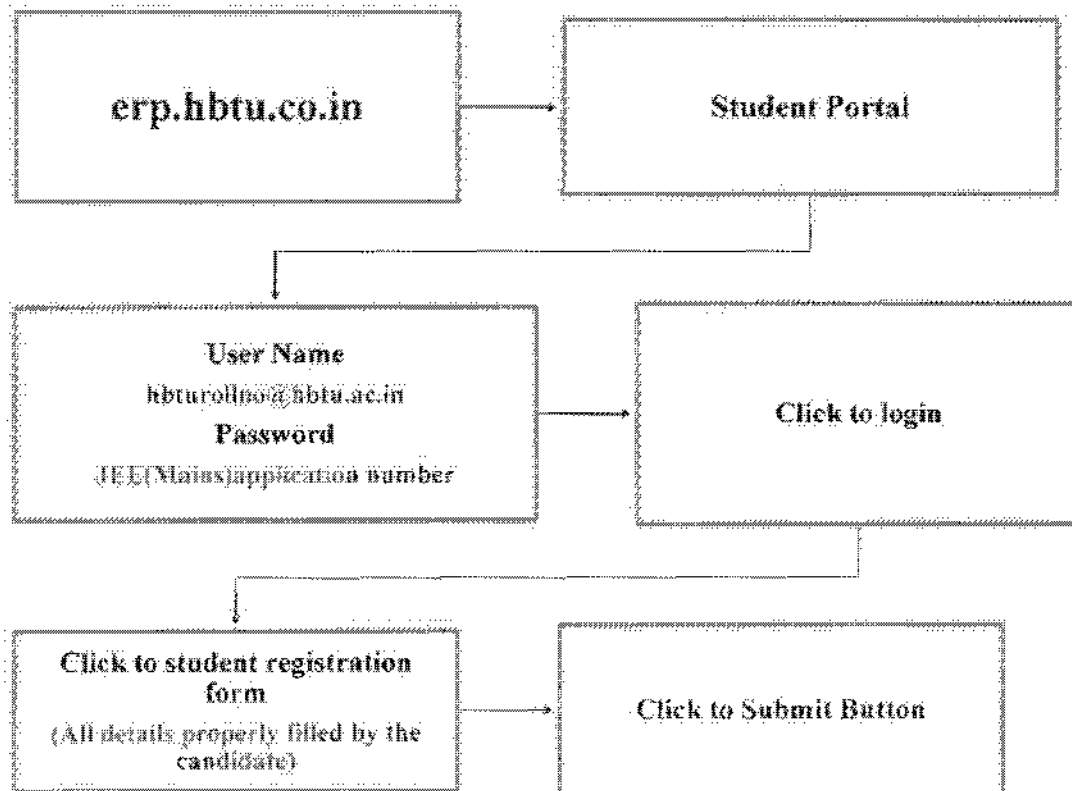 erp.hbtu.co.in
Student Portal
User Name
hbturollno@hbtu.ac.in
Password
JEE(Mains)application number
Click to login
Click to student registration
form
(All details properly filled by the
candidate)
Click to Submit Button